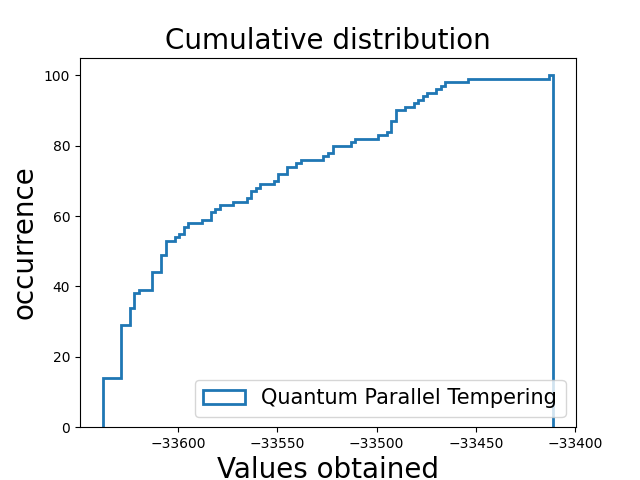 Cumulative distribution
100
80
60
40
20
0
occurrence
Quantum Parallel Tempering
−33600 −33550 −33500 −33450 −33400
Values obtained